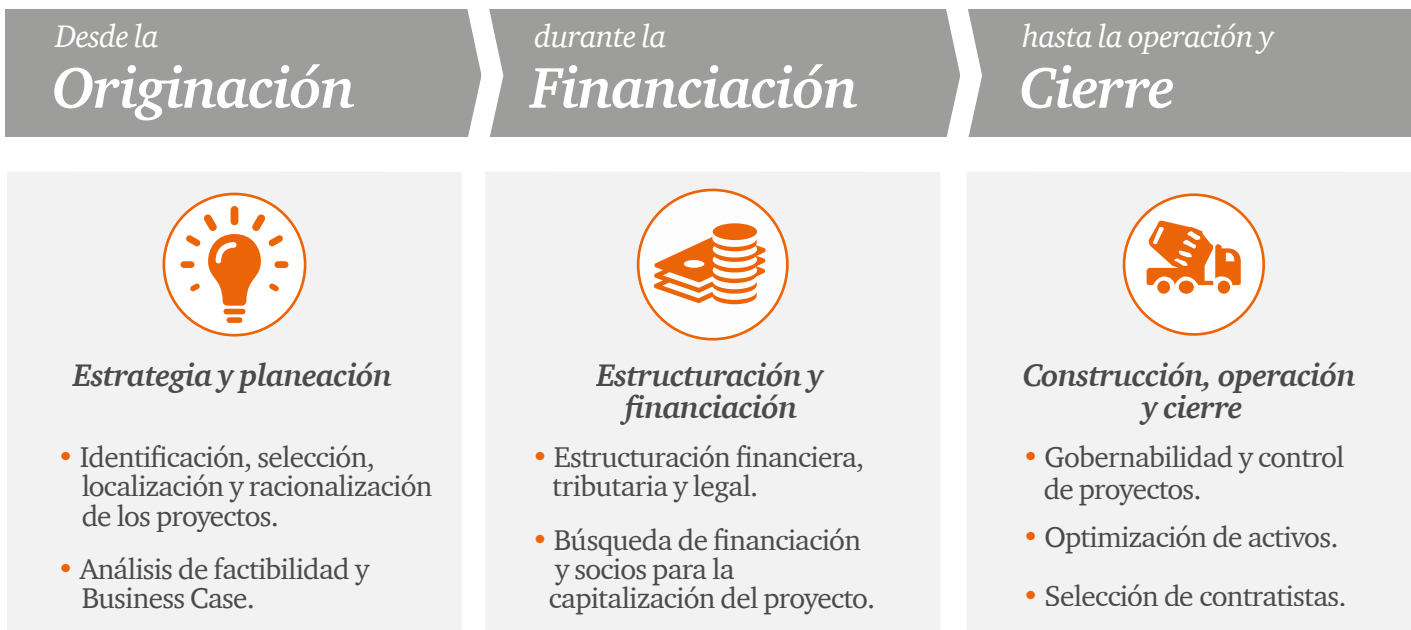 Desde la
Originación
durante la
Financiación
hasta la operación y
Cierre
Estrategia y planeación
• Identificación, selección,
localización y racionalización
de los proyectos.
• Análisis de factibilidad y
Business Case.
Estructuración y
financiación
• Estructuración financiera,
tributaria y legal.
• Búsqueda de financiación
y socios para la
capitalización del proyecto.
Construcción, operación
y cierre
• Gobernabilidad y control
de proyectos.
• Optimización de activos.
• Selección de contratistas.